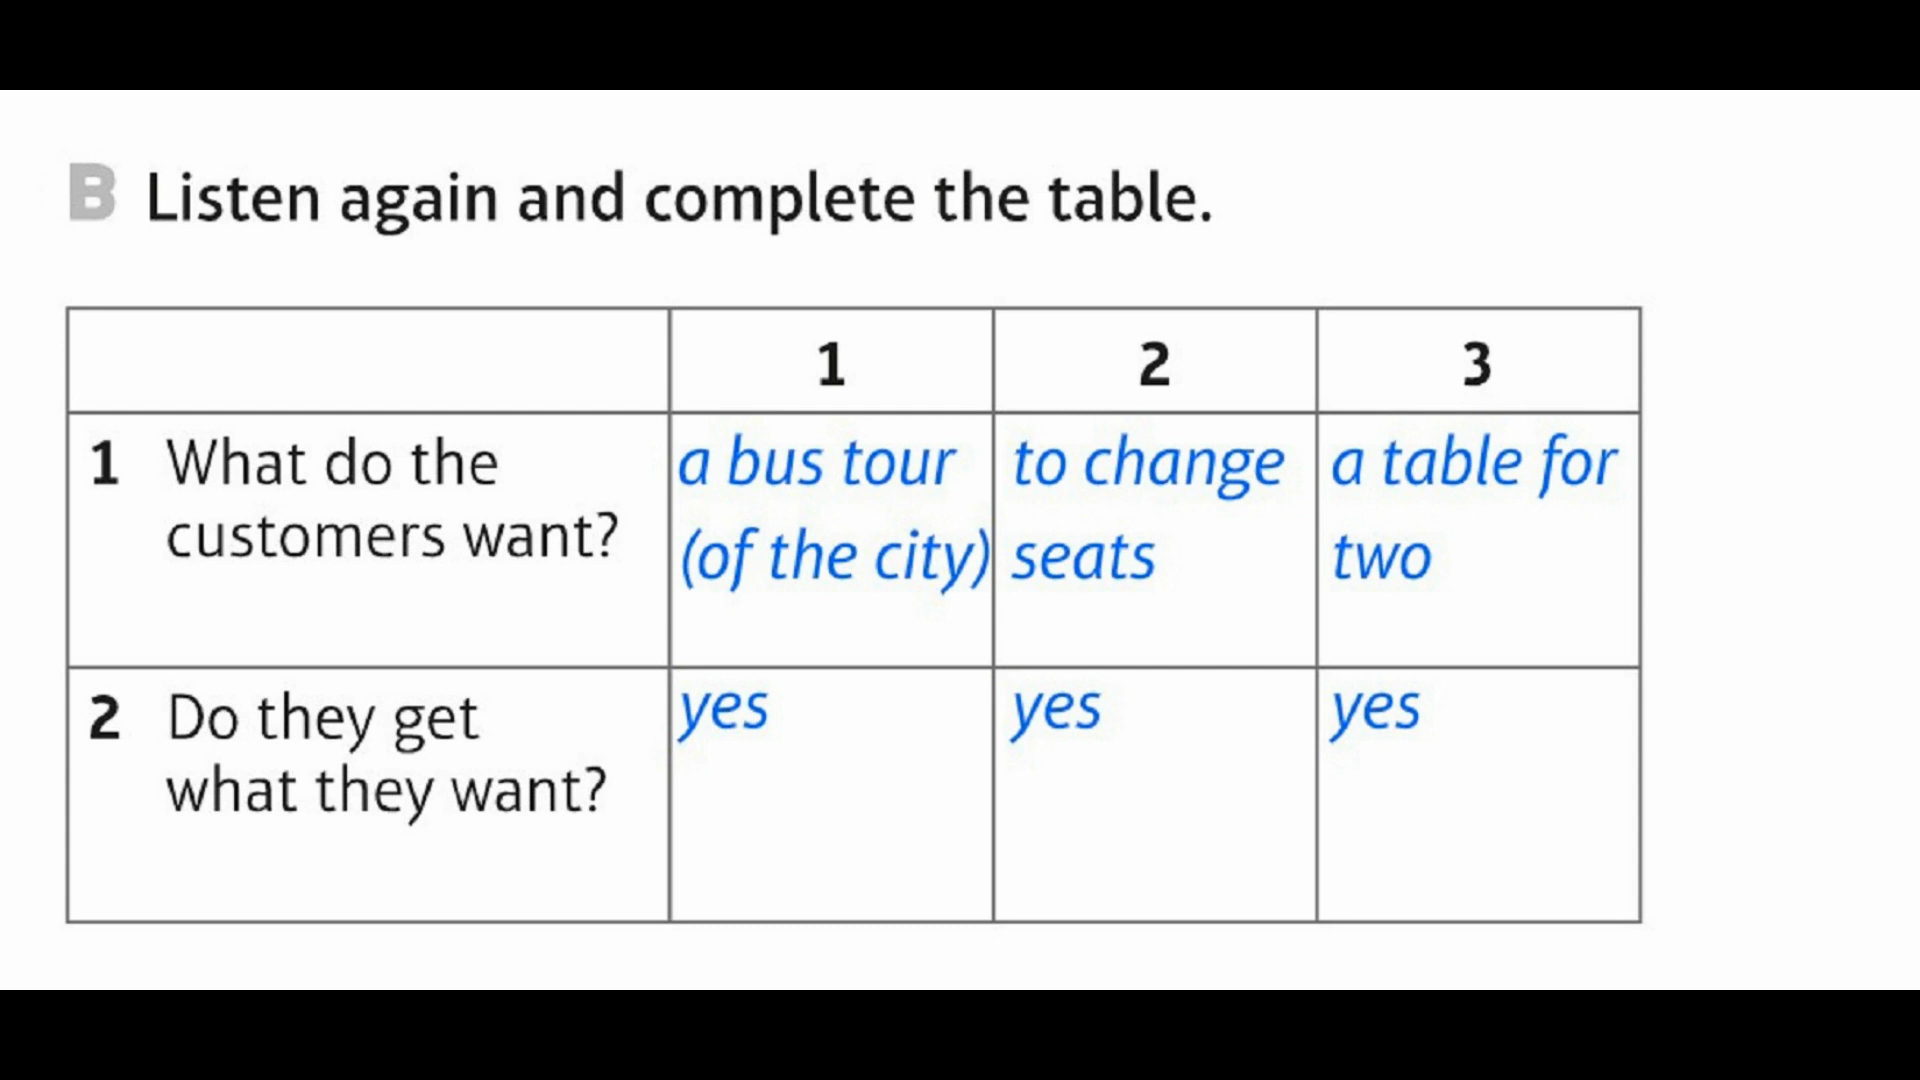 B Listen again and complete the table.
1 2 3
1 What do the
customers want?
a bus tour
(of the city)
to change
seats
a table for
two
2 Do they get
what they want?
yes
yes
yes